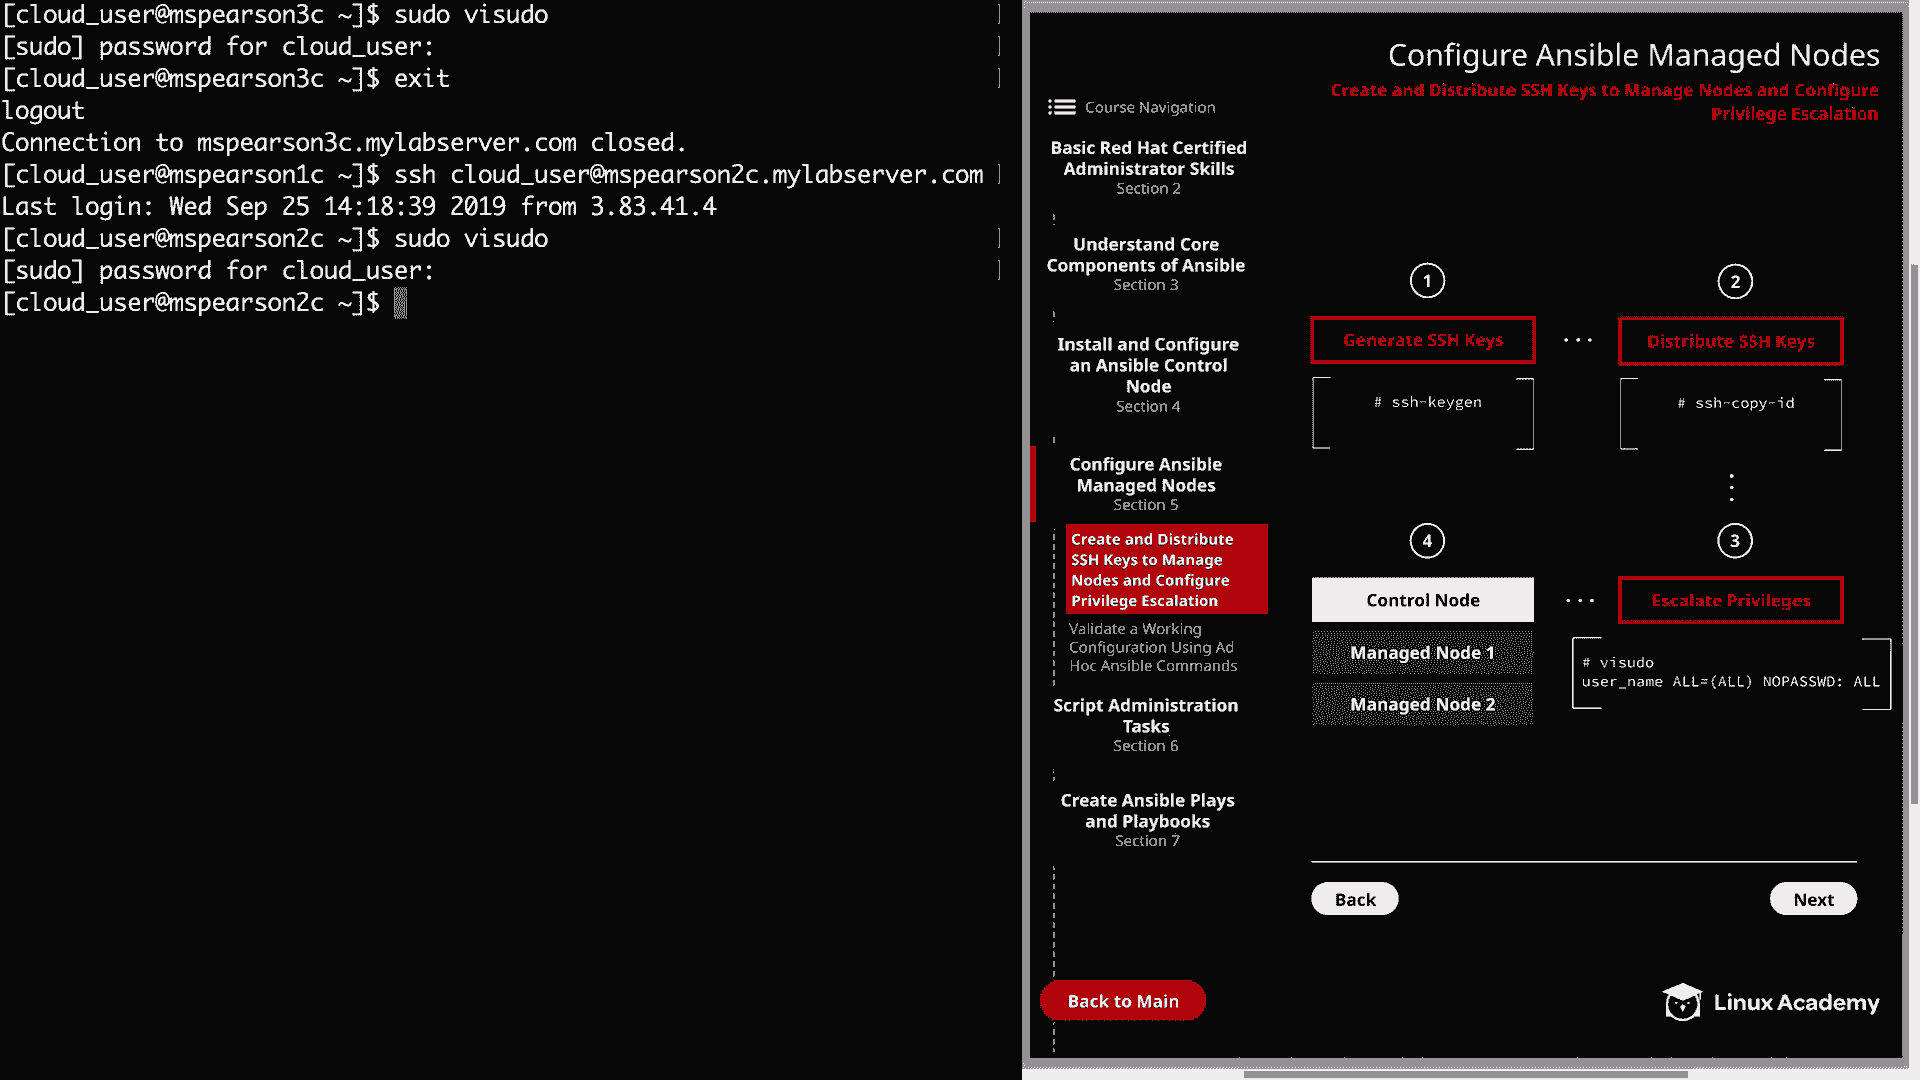 [cloud_user@mspearson3c ~]$ sudo visudo
[sudo] password for cloud_user:
[cloud_user@mspearson3c ~]$ exit
logout
Connection to mspearson3c.mylabserver.com closed.
[cloud_user@mspearson1c ~]$ ssh cloud_user@mspearson2c.mylabserver.com
Last login: Wed Sep 25 14:18:39 2019 from 3.83.41.4
[cloud_user@mspearson2c ~]$ sudo visudo
[sudo] password for cloud_user:
[cloud_user@mspearson2c ~]$
Configure Ansible Managed Nodes
Create and Distribute SSH Keys to Manage Nodes and Configure
Privilege Escalation
Course Navigation
Basic Red Hat Certified
Administrator Skills
Section 2
Understand Core
Components of Ansible
Section 3
Install and Configure
an Ansible Control
Node
Section 4
Configure Ansible
Managed Nodes
Section 5
Create and Distribute
SSH Keys to Manage
Nodes and Configure
Privilege Escalation
Validate a Working
Configuration Using Ad
Hoc Ansible Commands
Script Administration
Tasks
Section 6
Create Ansible Plays
and Playbooks
Section 7
Back to Main
1
Generate SSH Keys
# ssh-keygen
...
2
Distribute SSH Keys
# ssh-copy-id
4
Control Node
Managed Node 1
Managed Node 2
...
3
Escalate Privileges
# visudo
user_name ALL=(ALL) NOPASSWD: ALL
Back
Next
Linux Academy